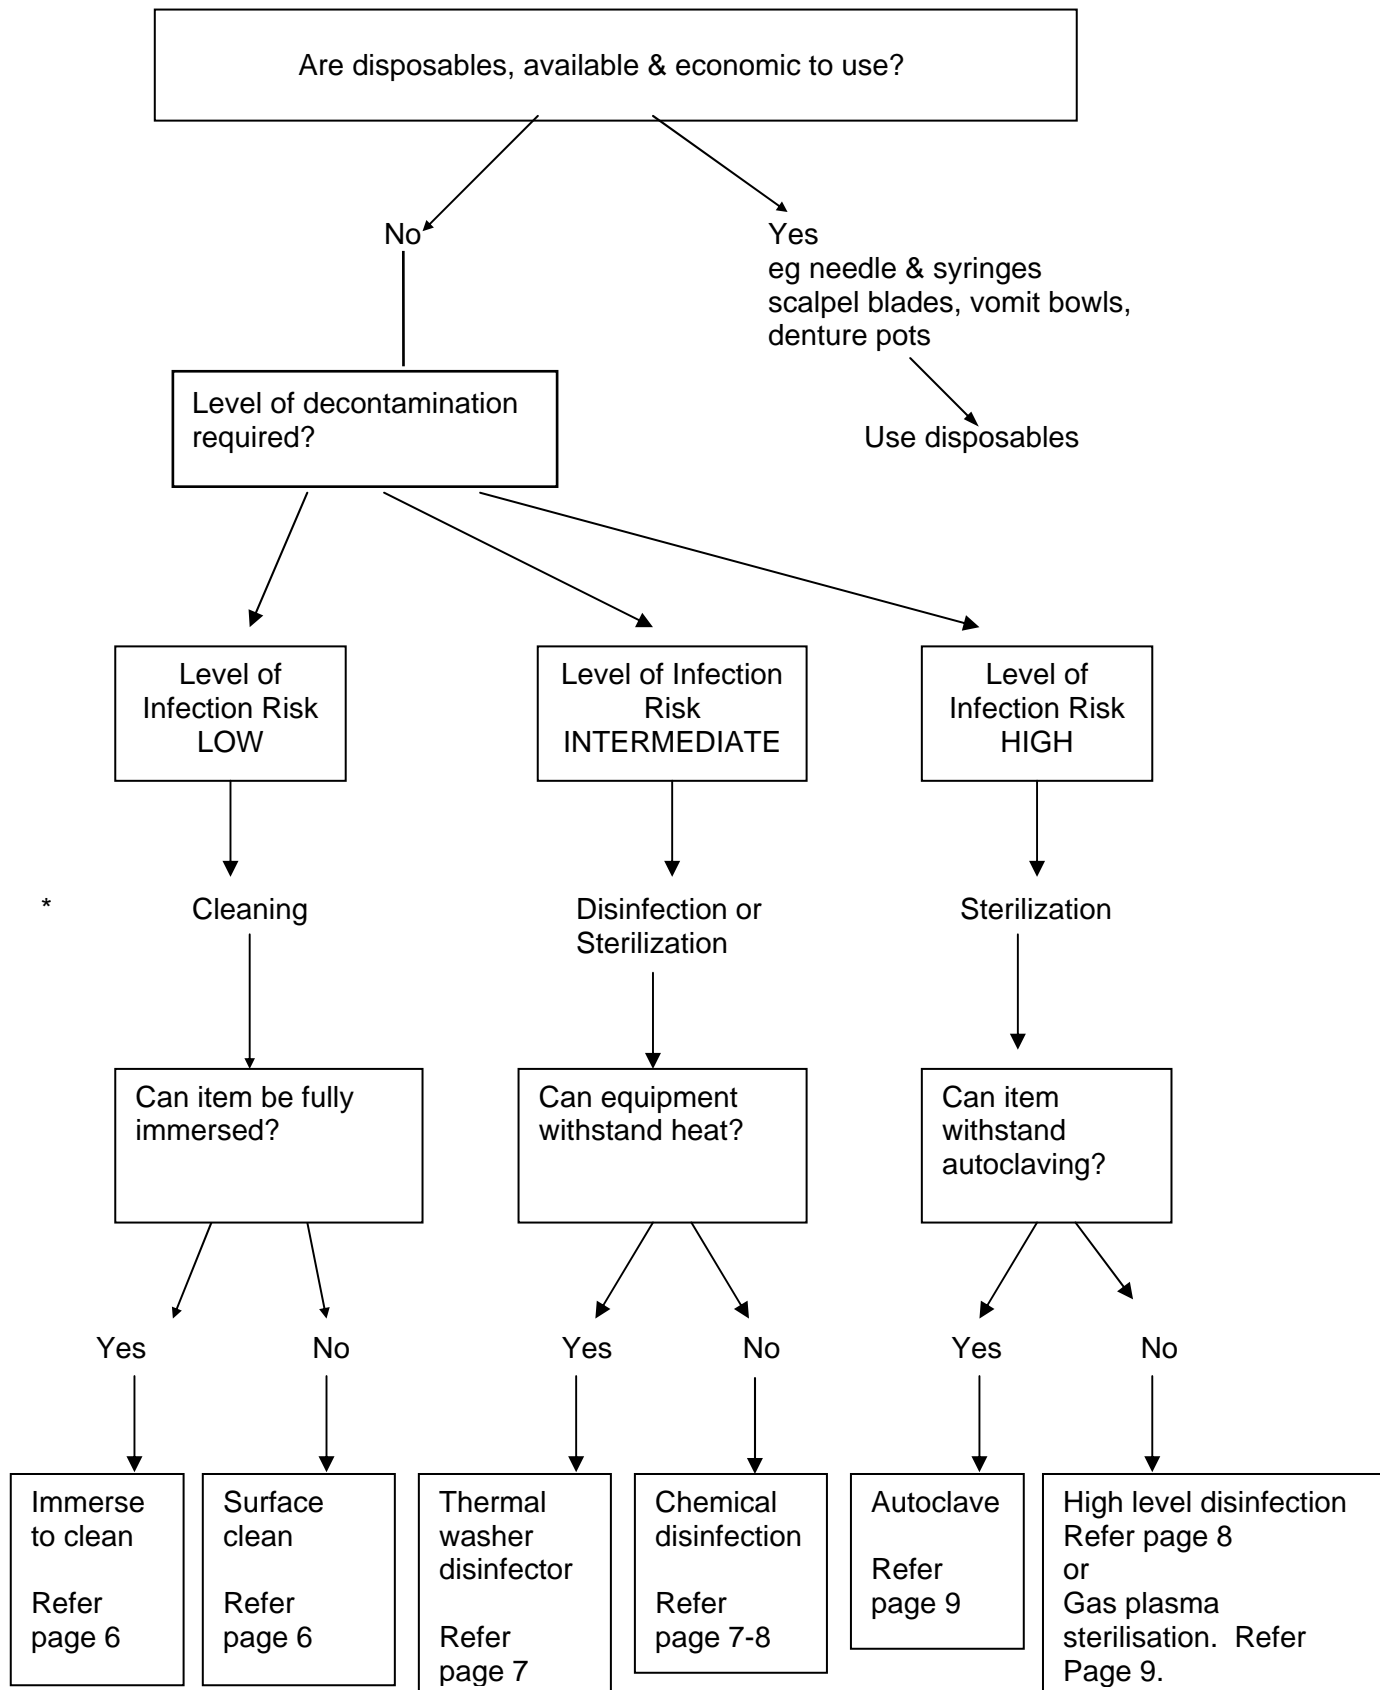 Are disposables, available & economic to use?
No
Yes
eg needle & syringes
scalpel blades, vomit bowls,
denture pots
Level of decontamination
required?
Use disposables
Level of
Infection Risk
LOW
Level of Infection
Risk
INTERMEDIATE
Level of
Infection Risk
HIGH
*
Cleaning
Disinfection or
Sterilization
Sterilization
Can item be fully
immersed?
Can equipment
withstand heat?
Can item
withstand
autoclaving?
Yes
No
Yes
No
Yes
No
Immerse
to clean
Refer
page 6
Surface
clean
Refer
page 6
Thermal
washer
disinfector
Refer
page 7
Chemical
disinfection
Refer
page 7-8
Autoclave
Refer
page 9
High level disinfection
Refer page 8
or
Gas plasma
sterilisation.  Refer
Page 9.